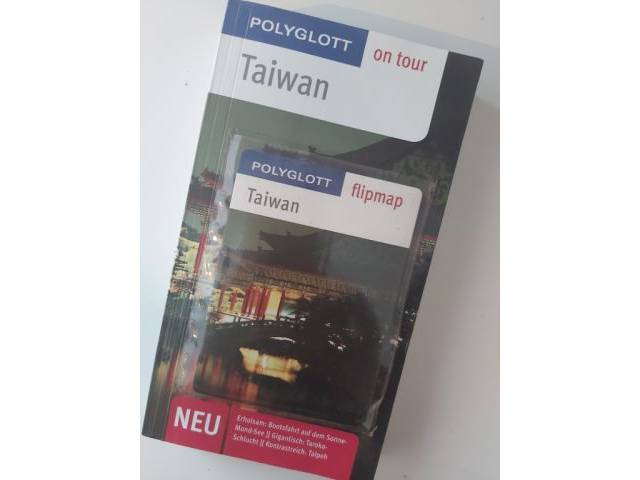 POLYGLOTT on tour
Taiwan
POLYGLOTT flipmap
Taiwan
NEU
Erholsam: Bootsfahrt auf dem Sonne-
Mond-See || Gigantisch: Taroko-
Schlucht || Kontrastreich: Taipeh